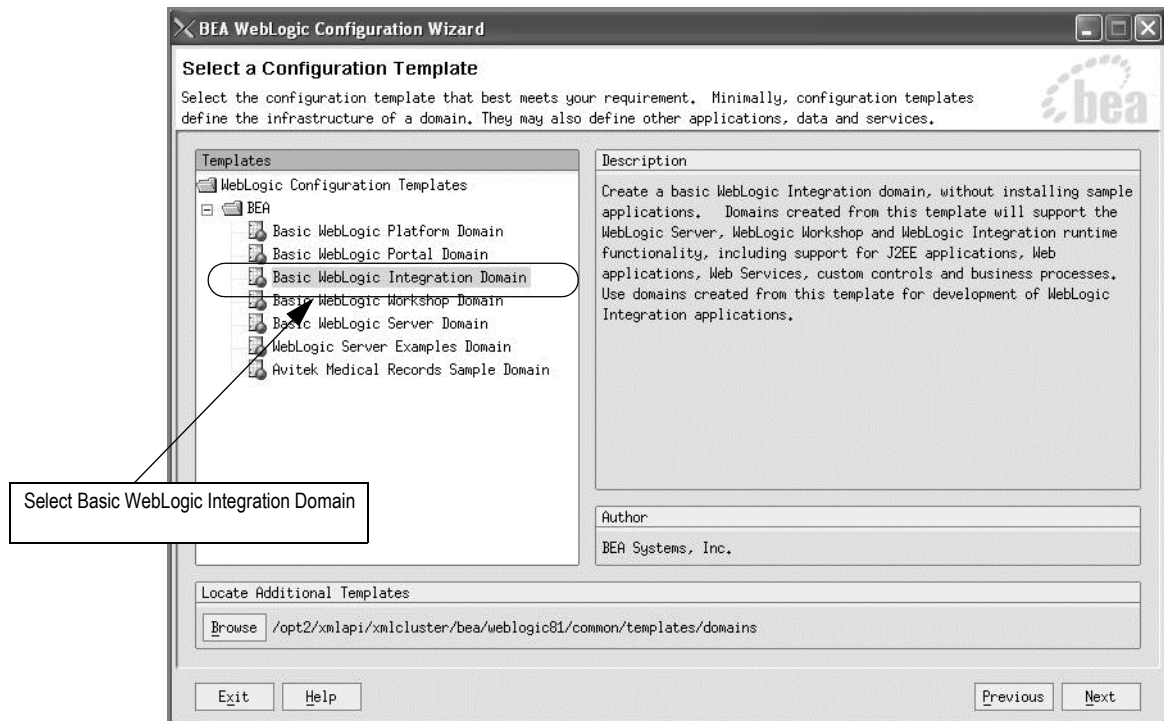 BEA WebLogic Configuration Wizard
Select a Configuration Template
Select the configuration template that best meets your requirement. Minimally, configuration templates
define the infrastructure of a domain. They may also define other applications, data and services.
bea
Templates
WebLogic Configuration Templates
BEA
Basic WebLogic Platform Domain
Basic WebLogic Portal Domain
Basic WebLogic Integration Domain
Basic WebLogic Workshop Domain
Basic WebLogic Server Domain
WebLogic Server Examples Domain
Avitek Medical Records Sample Domain
Select Basic WebLogic Integration Domain
Description
Create a basic WebLogic Integration domain, without installing sample
applications. Domains created from this template will support the
WebLogic Server, WebLogic Workshop and WebLogic Integration runtime
functionality, including support for J2EE applications, Web
applications, Web Services, custom controls and business processes.
Use domains created from this template for development of WebLogic
Integration applications.
Author
BEA Systems, Inc.
Locate Additional Templates
Browse /opt2/xmlapi/xmlcluster/bea/weblogic81/common/templates/domains
Exit Help Previous Next